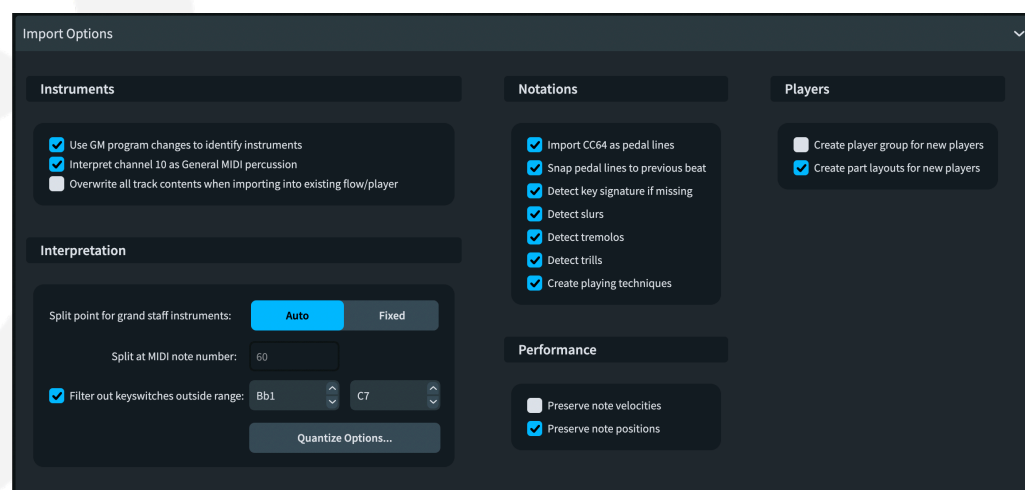 Import Options
Instruments
Use GM program changes to identify instruments
Interpret channel 10 as General MIDI percussion
Overwrite all track contents when importing into existing flow/player
Interpretation
Split point for grand staff instruments: Auto Fixed
Split at MIDI note number: 60
Filter out keyswitches outside range: Bb1 C7
Quantize Options...
Notations
Import CC64 as pedal lines
Snap pedal lines to previous beat
Detect key signature if missing
Detect slurs
Detect tremolos
Detect trills
Create playing techniques
Performance
Preserve note velocities
Preserve note positions
Players
Create player group for new players
Create part layouts for new players